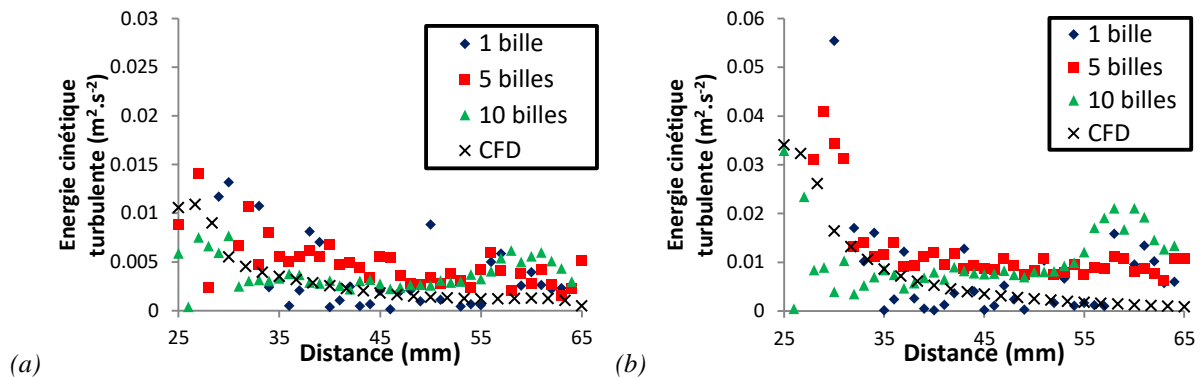 0.03
0.025
0.02
0.015
0.01
0.005
0
Energie cinétique
turbulente (m².s⁻²)
25 35 45 55 65
Distance (mm)
1 bille
5 billes
10 billes
CFD
(a)
0.06
0.05
0.04
0.03
0.02
0.01
0
Energie cinétique
turbulente (m².s⁻²)
25 35 45 55 65
Distance (mm)
1 bille
5 billes
10 billes
CFD
(b)